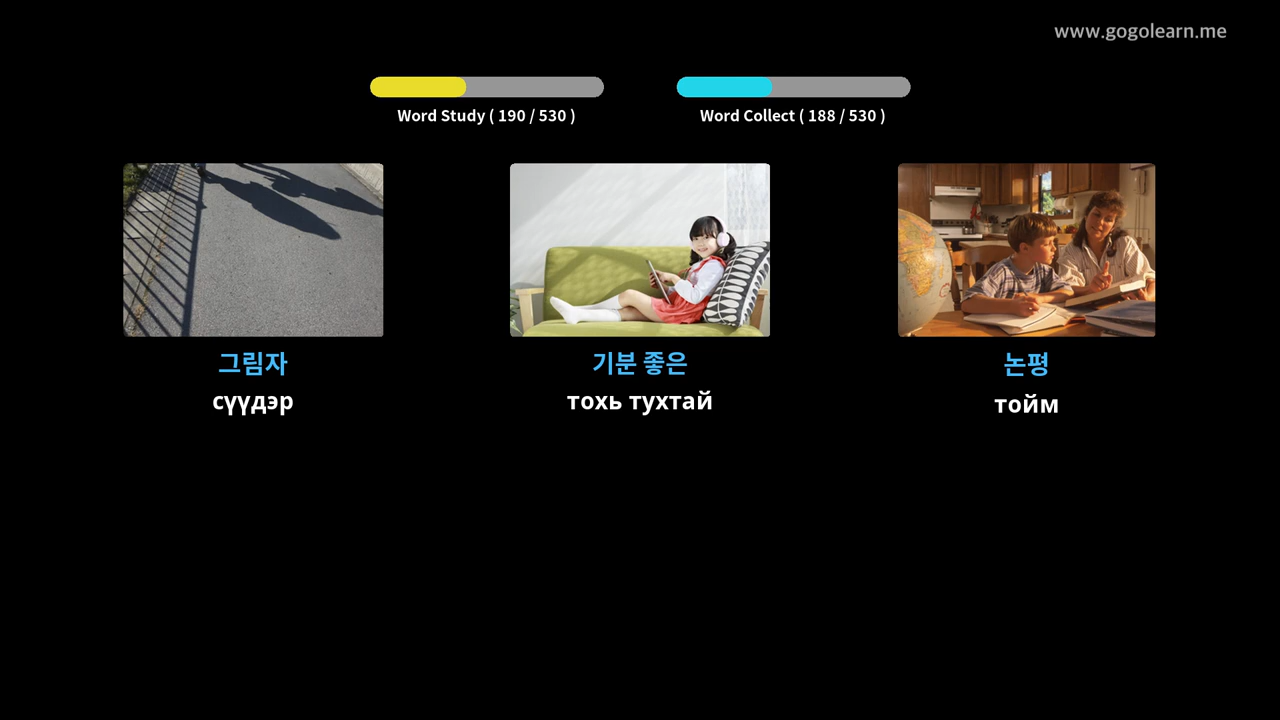 www.gogolearn.me
Word Study ( 190 / 530 )
Word Collect ( 188 / 530 )
그림자
기분 좋은
논평
сүүдэр
тохь тухтай
тойм